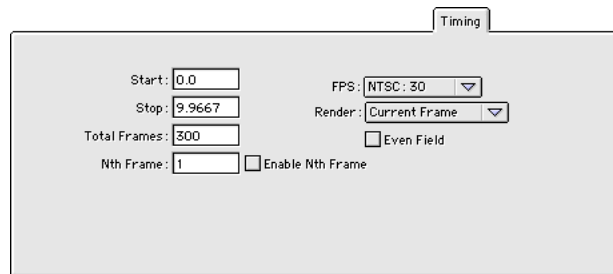 Timing
Start: 0.0
FPS: NTSC: 30
Stop: 9.9667
Render: Current Frame
Total Frames: 300
Even Field
Nth Frame: 1
Enable Nth Frame